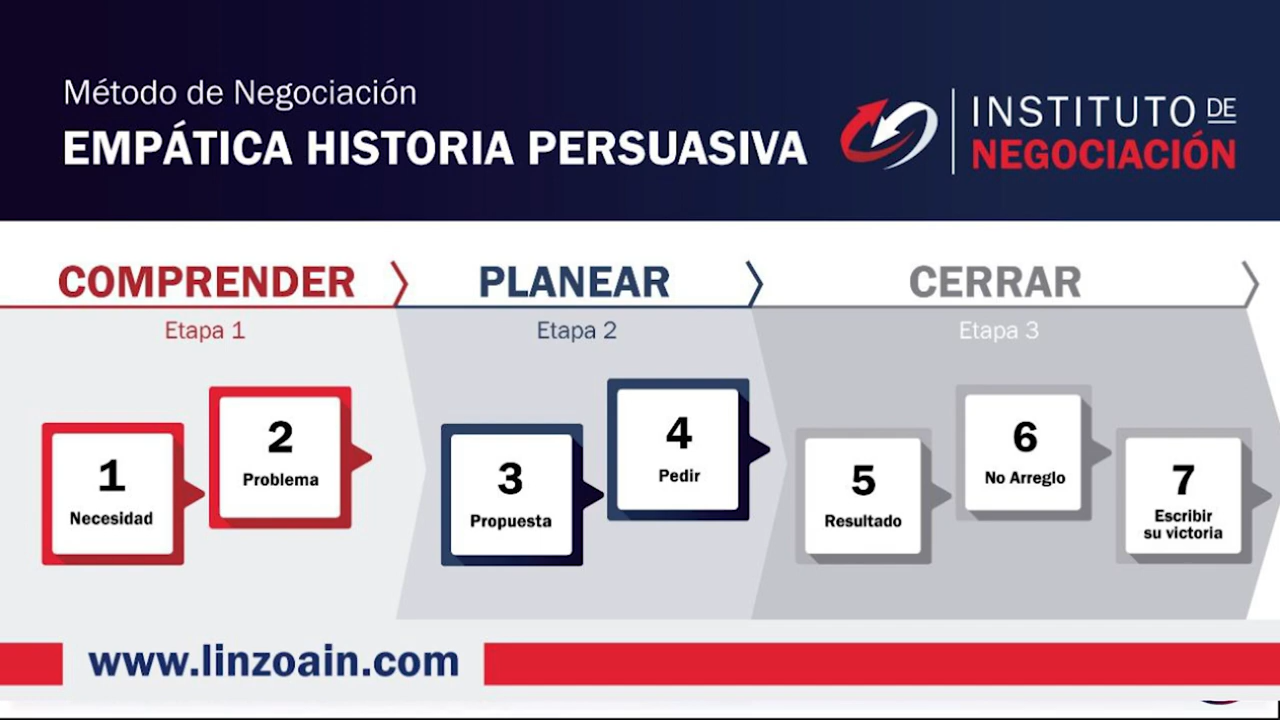 Método de Negociación
EMPÁTICA HISTORIA PERSUASIVA
INSTITUTO DE
NEGOCIACIÓN
COMPRENDER
Etapa 1
1
Necesidad
2
Problema
PLANEAR
Etapa 2
3
Propuesta
4
Pedir
CERRAR
Etapa 3
5
Resultado
6
No Arreglo
7
Escribir
su victoria
www.linzoain.com